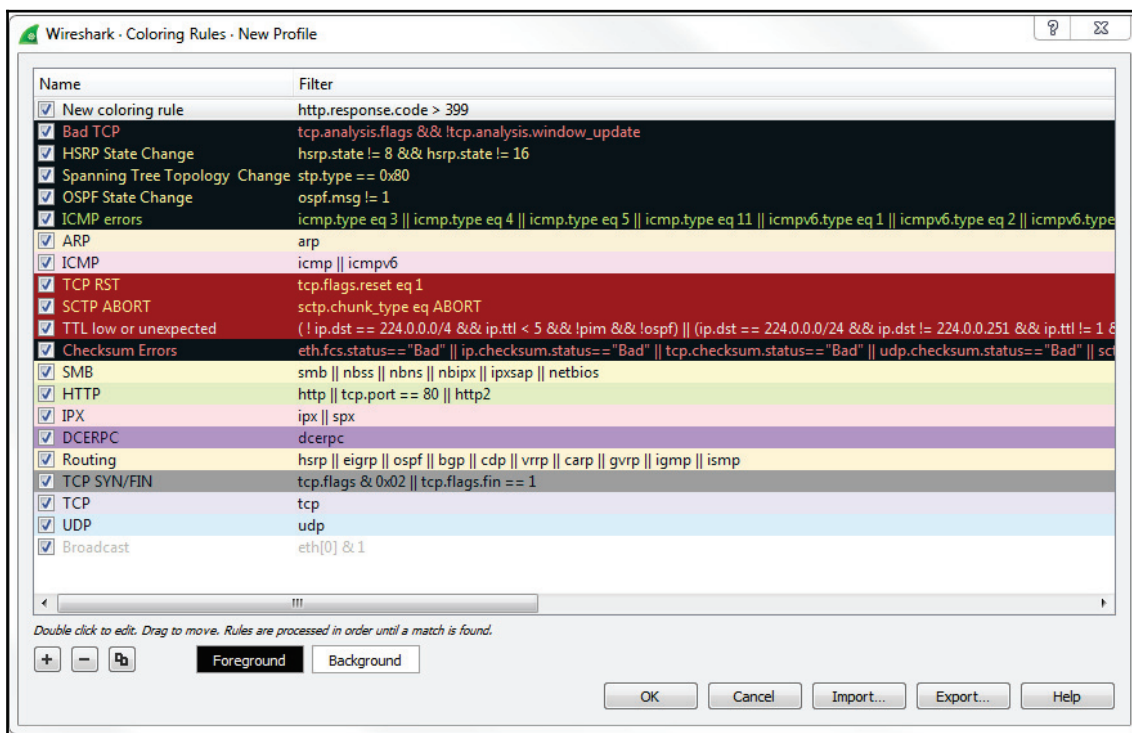 Wireshark · Coloring Rules · New Profile
Name Filter
New coloring rule http.response.code > 399
Bad TCP tcp.analysis.flags && !tcp.analysis.window_update
HSRP State Change hsrp.state != 8 && hsrp.state != 16
Spanning Tree Topology Change stp.type == 0x80
OSPF State Change ospf.msg != 1
ICMP errors icmp.type eq 3 || icmp.type eq 4 || icmp.type eq 5 || icmp.type eq 11 || icmpv6.type eq 1 || icmpv6.type eq 2 || icmpv6.type
ARP arp
ICMP icmp || icmpv6
TCP RST tcp.flags.reset eq 1
SCTP ABORT sctp.chunk_type eq ABORT
TTL low or unexpected ( ! ip.dst == 224.0.0.0/4 && ip.ttl < 5 && !pim && !ospf) || (ip.dst == 224.0.0.0/24 && ip.dst != 224.0.0.251 && ip.ttl != 1 &
Checksum Errors eth.fcs.status=="Bad" || ip.checksum.status=="Bad" || tcp.checksum.status=="Bad" || udp.checksum.status=="Bad" || sct
SMB smb || nbss || nbns || nbipx || ipxsap || netbios
HTTP http || tcp.port == 80 || http2
IPX ipx || spx
DCERPC dcerpc
Routing hsrp || eigrp || ospf || bgp || cdp || vrrp || carp || gvrp || igmp || ismp
TCP SYN/FIN tcp.flags & 0x02 || tcp.flags.fin == 1
TCP tcp
UDP udp
Broadcast eth[0] & 1
Double click to edit. Drag to move. Rules are processed in order until a match is found.
+ − Foreground Background
OK Cancel Import... Export... Help